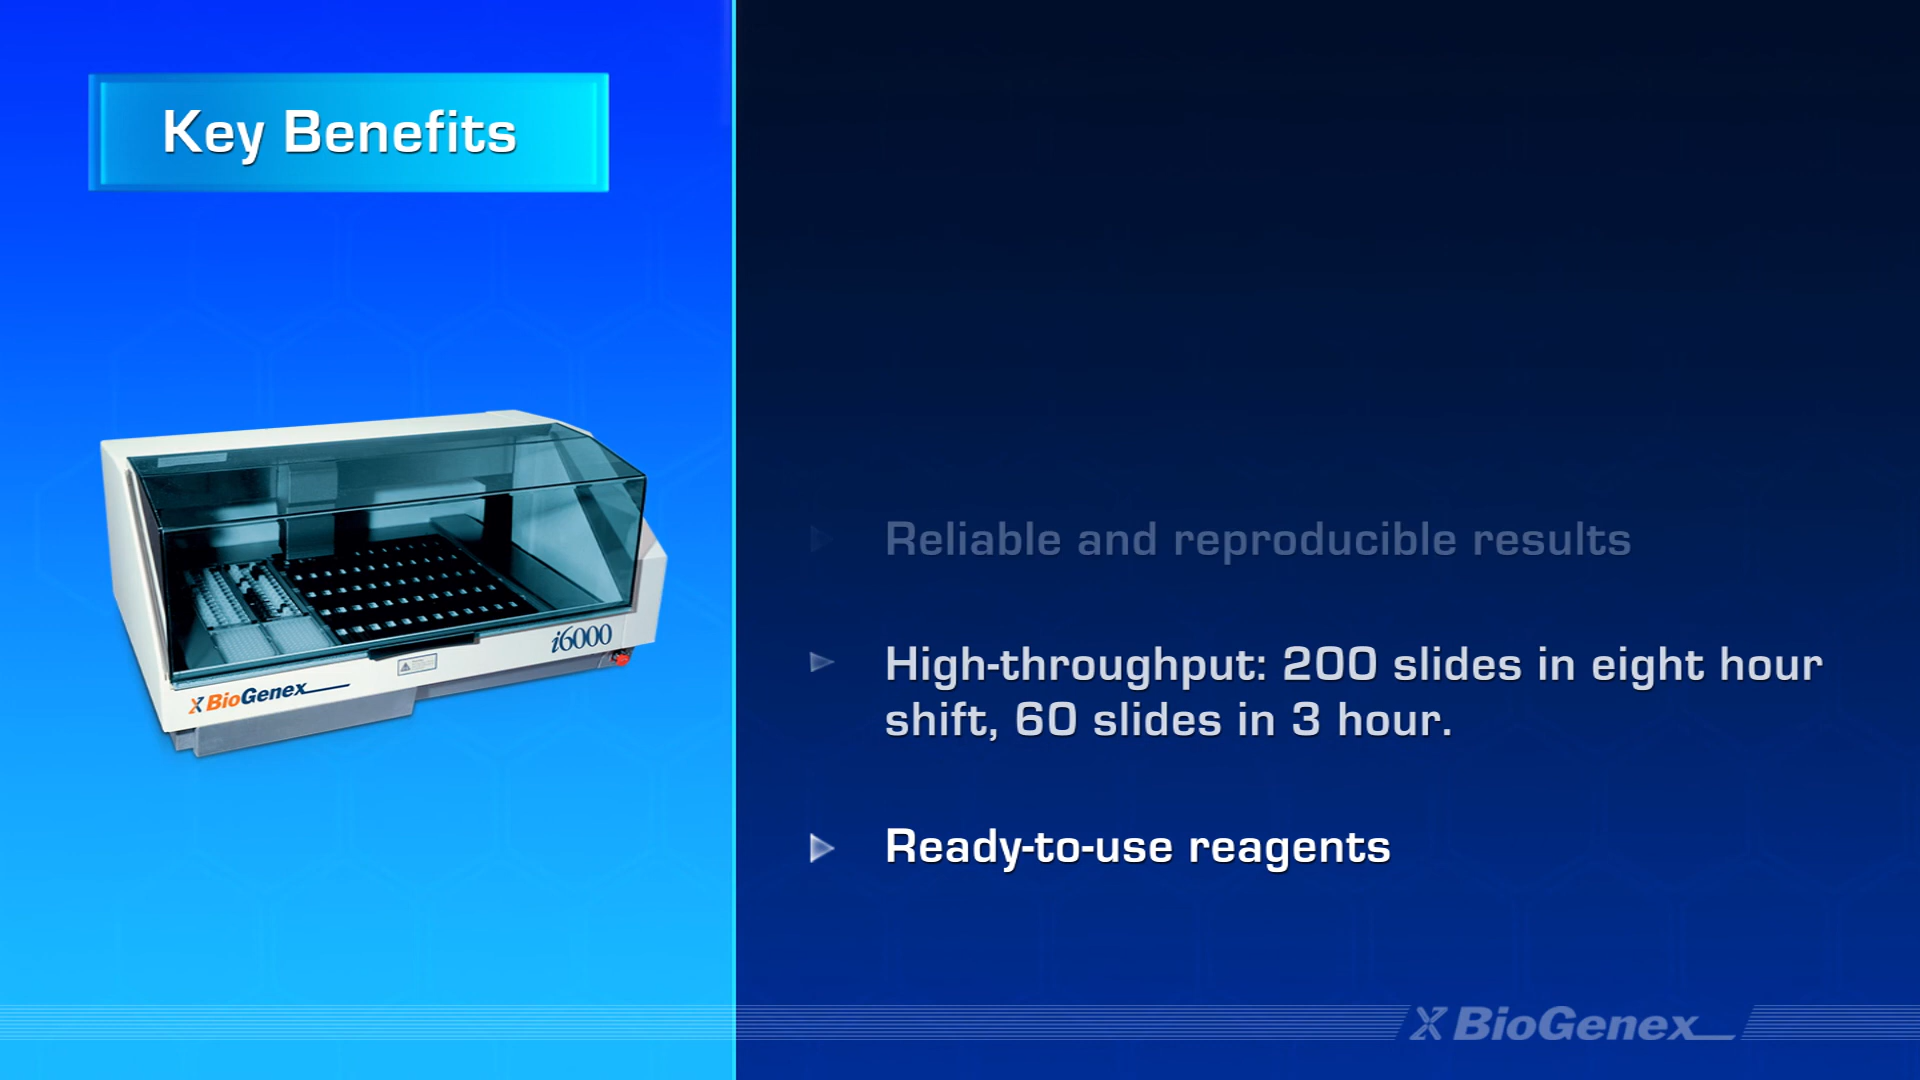 Key Benefits
i6000
BioGenex
Reliable and reproducible results
High-throughput: 200 slides in eight hour
shift, 60 slides in 3 hour.
Ready-to-use reagents
BioGenex